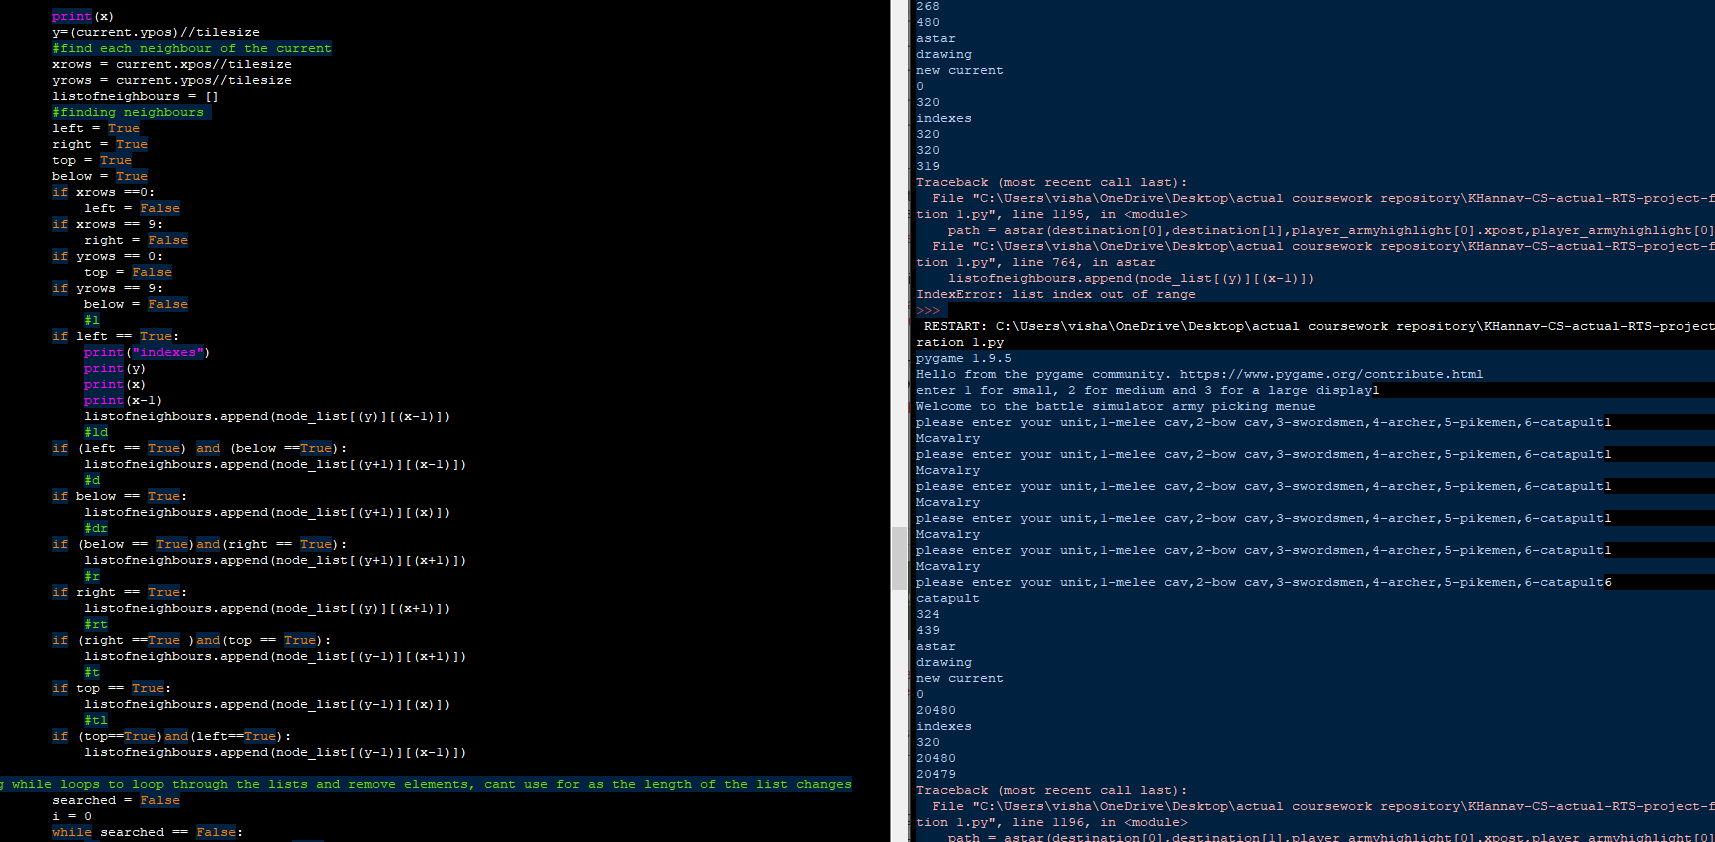 print(x)
y=(current.ypos)//tilesize
#find each neighbour of the current
xrows = current.xpos//tilesize
yrows = current.ypos//tilesize
listofneighbours = []
#finding neighbours
left = True
right = True
top = True
below = True
if xrows ==0:
left = False
if xrows == 9:
right = False
if yrows == 0:
top = False
if yrows == 9:
below = False
#l
if left == True:
print("indexes")
print(y)
print(x)
print(x-1)
listofneighbours.append(node_list[(y)][(x-1)])
#ld
if (left == True) and (below ==True):
listofneighbours.append(node_list[(y+1)][(x-1)])
#d
if below == True:
listofneighbours.append(node_list[(y+1)][(x)])
#dr
if (below == True)and(right == True):
listofneighbours.append(node_list[(y+1)][(x+1)])
#r
if right == True:
listofneighbours.append(node_list[(y)][(x+1)])
#rt
if (right ==True )and(top == True):
listofneighbours.append(node_list[(y-1)][(x+1)])
#t
if top == True:
listofneighbours.append(node_list[(y-1)][(x)])
#tl
if (top==True)and(left==True):
listofneighbours.append(node_list[(y-1)][(x-1)])
g while loops to loop through the lists and remove elements, cant use for as the length of the list changes
searched = False
i = 0
while searched == False:
268
480
astar
drawing
new current
0
320
indexes
320
320
319
Traceback (most recent call last):
File "C:\Users\visha\OneDrive\Desktop\actual coursework repository\KHannav-CS-actual-RTS-project-f
tion 1.py", line 1195, in <module>
path = astar(destination[0],destination[1],player_armyhighlight[0].xpost,player_armyhighlight[0]
File "C:\Users\visha\OneDrive\Desktop\actual coursework repository\KHannav-CS-actual-RTS-project-f
tion 1.py", line 764, in astar
listofneighbours.append(node_list[(y)][(x-1)])
IndexError: list index out of range
>>>
RESTART: C:\Users\visha\OneDrive\Desktop\actual coursework repository\KHannav-CS-actual-RTS-project
ration 1.py
pygame 1.9.5
Hello from the pygame community. https://www.pygame.org/contribute.html
enter 1 for small, 2 for medium and 3 for a large display1
Welcome to the battle simulator army picking menue
please enter your unit,1-melee cav,2-bow cav,3-swordsmen,4-archer,5-pikemen,6-catapult1
Mcavalry
please enter your unit,1-melee cav,2-bow cav,3-swordsmen,4-archer,5-pikemen,6-catapult1
Mcavalry
please enter your unit,1-melee cav,2-bow cav,3-swordsmen,4-archer,5-pikemen,6-catapult1
Mcavalry
please enter your unit,1-melee cav,2-bow cav,3-swordsmen,4-archer,5-pikemen,6-catapult1
Mcavalry
please enter your unit,1-melee cav,2-bow cav,3-swordsmen,4-archer,5-pikemen,6-catapult1
Mcavalry
please enter your unit,1-melee cav,2-bow cav,3-swordsmen,4-archer,5-pikemen,6-catapult6
catapult
324
439
astar
drawing
new current
0
20480
indexes
320
20480
20479
Traceback (most recent call last):
File "C:\Users\visha\OneDrive\Desktop\actual coursework repository\KHannav-CS-actual-RTS-project-f
tion 1.py", line 1196, in <module>
path = astar(destination[0],destination[1],player_armyhighlight[0].xpost,player_armyhighlight[0]